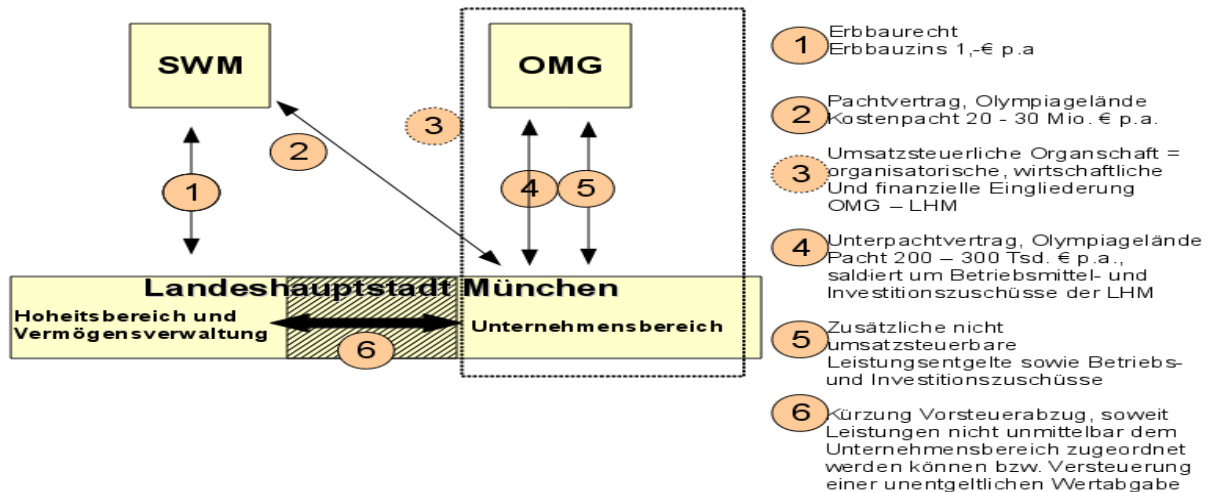 SWM
OMG
1
2
3
4
5
Landeshauptstadt München
Hoheitsbereich und
Vermögensverwaltung
Unternehmensbereich
6
1
Erbbaurecht
Erbbauzins 1,-€ p.a
2
Pachtvertrag, Olympiagelände
Kostenpacht 20 - 30 Mio. € p.a.
3
Umsatzsteuerliche Organschaft =
organisatorische, wirtschaftliche
Und finanzielle Eingliederung
OMG – LHM
4
Unterpachtvertrag, Olympiagelände
Pacht 200 – 300 Tsd. € p.a.,
saldiert um Betriebsmittel- und
Investitionszuschüsse der LHM
5
Zusätzliche nicht
umsatzsteuerbare
Leistungsentgelte sowie Betriebs-
und Investitionszuschüsse
6
Kürzung Vorsteuerabzug, soweit
Leistungen nicht unmittelbar dem
Unternehmensbereich zugeordnet
werden können bzw. Versteuerung
einer unentgeltlichen Wertabgabe